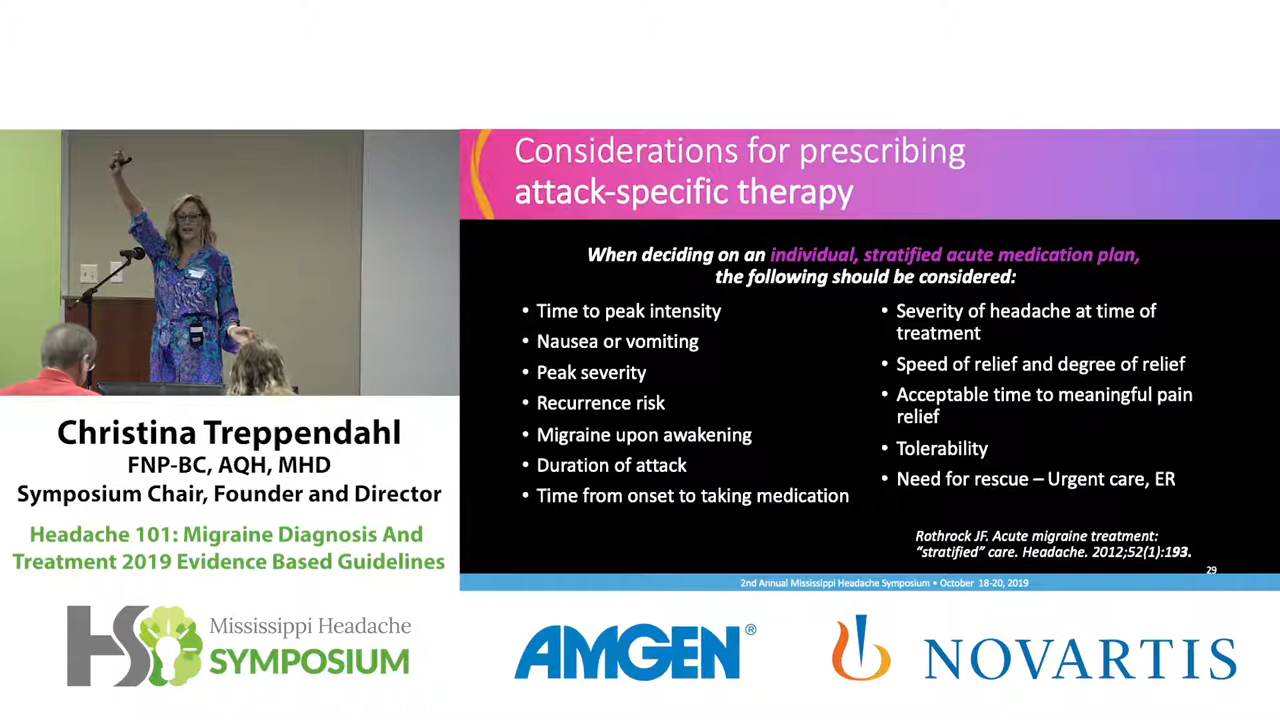 Considerations for prescribing
attack-specific therapy
When deciding on an individual, stratified acute medication plan,
the following should be considered:
• Time to peak intensity
• Nausea or vomiting
• Peak severity
• Recurrence risk
• Migraine upon awakening
• Duration of attack
• Time from onset to taking medication
• Severity of headache at time of
treatment
• Speed of relief and degree of relief
• Acceptable time to meaningful pain
relief
• Tolerability
• Need for rescue – Urgent care, ER
Rothrock JF. Acute migraine treatment:
“stratified” care. Headache. 2012;52(1):193.
29
2nd Annual Mississippi Headache Symposium • October 18-20, 2019
Christina Treppendahl
FNP-BC, AQH, MHD
Symposium Chair, Founder and Director
Headache 101: Migraine Diagnosis And
Treatment 2019 Evidence Based Guidelines
HS
Mississippi Headache
SYMPOSIUM
AMGEN®
NOVARTIS